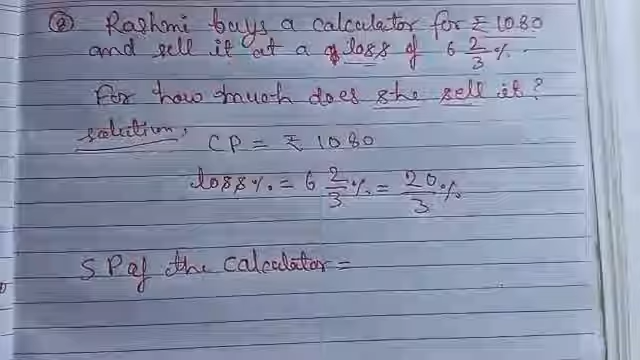 ② Rashmi buys a calculator for ₹ 1080
and sell it at a loss of 6 2/3 %.
For how much does she sell it?
solution,
CP = ₹ 1080
loss % = 6 2/3 % = 20/3 %
S P of the calculator =